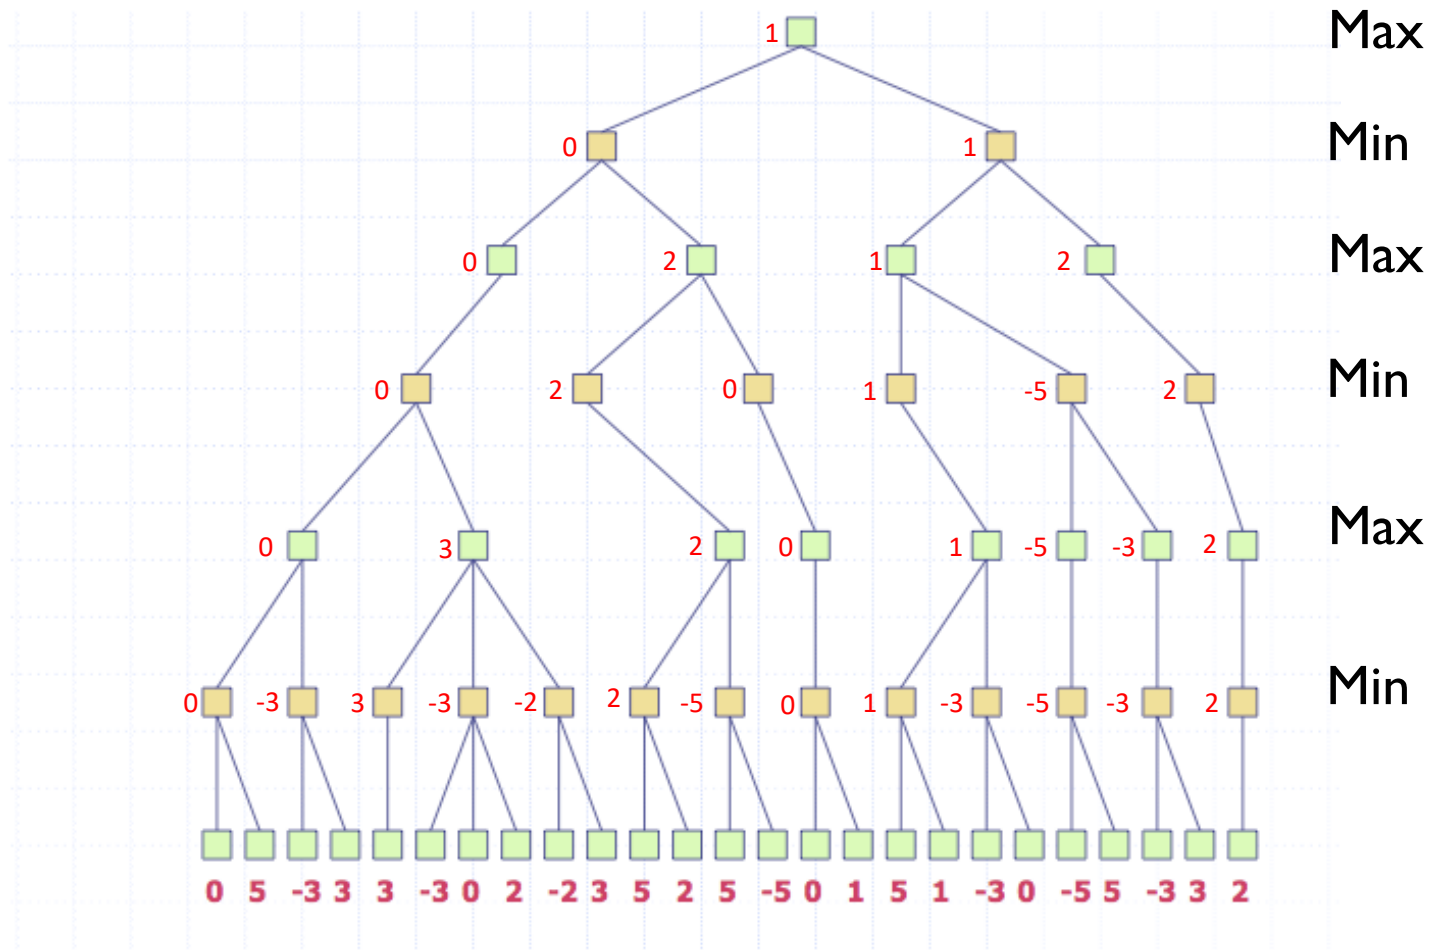 1 Max
0 1 Min
0 2 1 2 Max
0 2 0 1 -5 2 Min
0 3 2 0 1 -5 -3 2 Max
0 -3 3 -3 -2 2 -5 0 1 -3 -5 -3 2 Min
0 5 -3 3 3 -3 0 2 -2 3 5 2 5 -5 0 1 5 1 -3 0 -5 5 -3 3 2